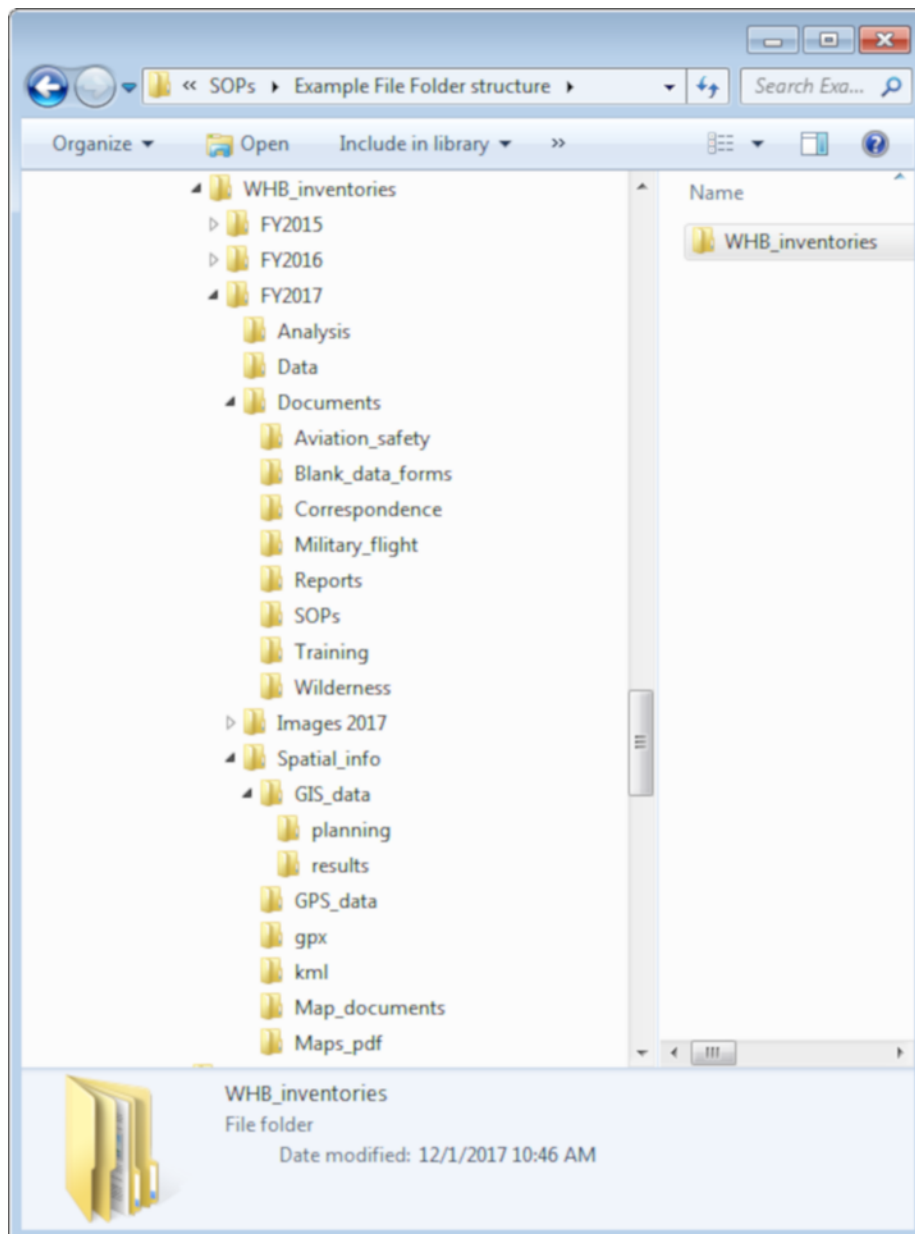 « SOPs ▸ Example File Folder structure ▸ Search Exa...
Organize Open Include in library »
WHB_inventories
FY2015
FY2016
FY2017
Analysis
Data
Documents
Aviation_safety
Blank_data_forms
Correspondence
Military_flight
Reports
SOPs
Training
Wilderness
Images 2017
Spatial_info
GIS_data
planning
results
GPS_data
gpx
kml
Map_documents
Maps_pdf
Name
WHB_inventories
WHB_inventories
File folder
Date modified: 12/1/2017 10:46 AM